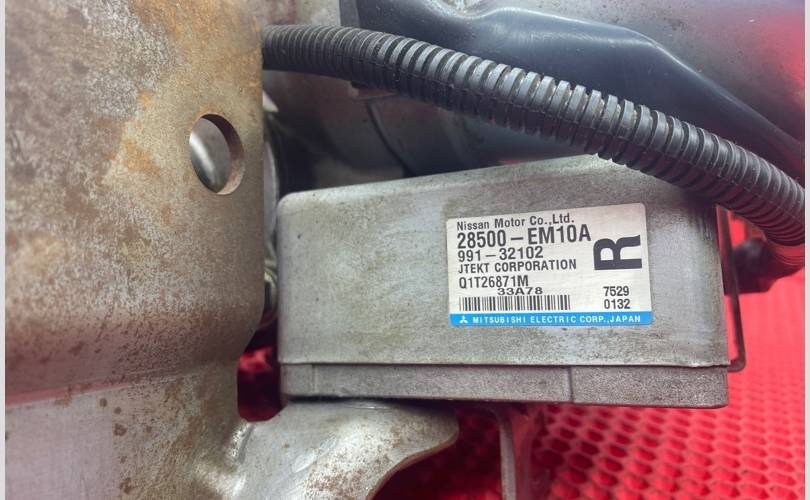 Nissan Motor Co.,Ltd.
28500-EM10A
991-32102
JTEKT CORPORATION
Q1T26871M
33A78
R
7529
0132
MITSUBISHI ELECTRIC CORP.,JAPAN